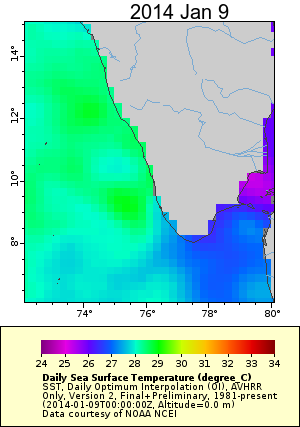 2014 Jan 9
14°
12°
10°
8°
74° 76° 78° 80°
24 25 26 27 28 29 30 31 32 33 34
Daily Sea Surface Temperature (degree_C)
SST, Daily Optimum Interpolation (OI), AVHRR
Only, Version 2, Final+Preliminary, 1981-present
(2014-01-09T00:00:00Z, Altitude=0.0 m)
Data courtesy of NOAA NCEI